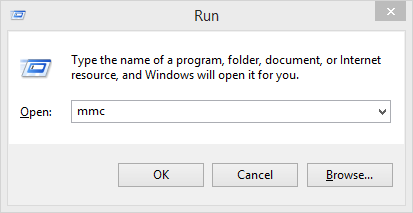 Run
Type the name of a program, folder, document, or Internet
resource, and Windows will open it for you.
Open: mmc
OK Cancel Browse...